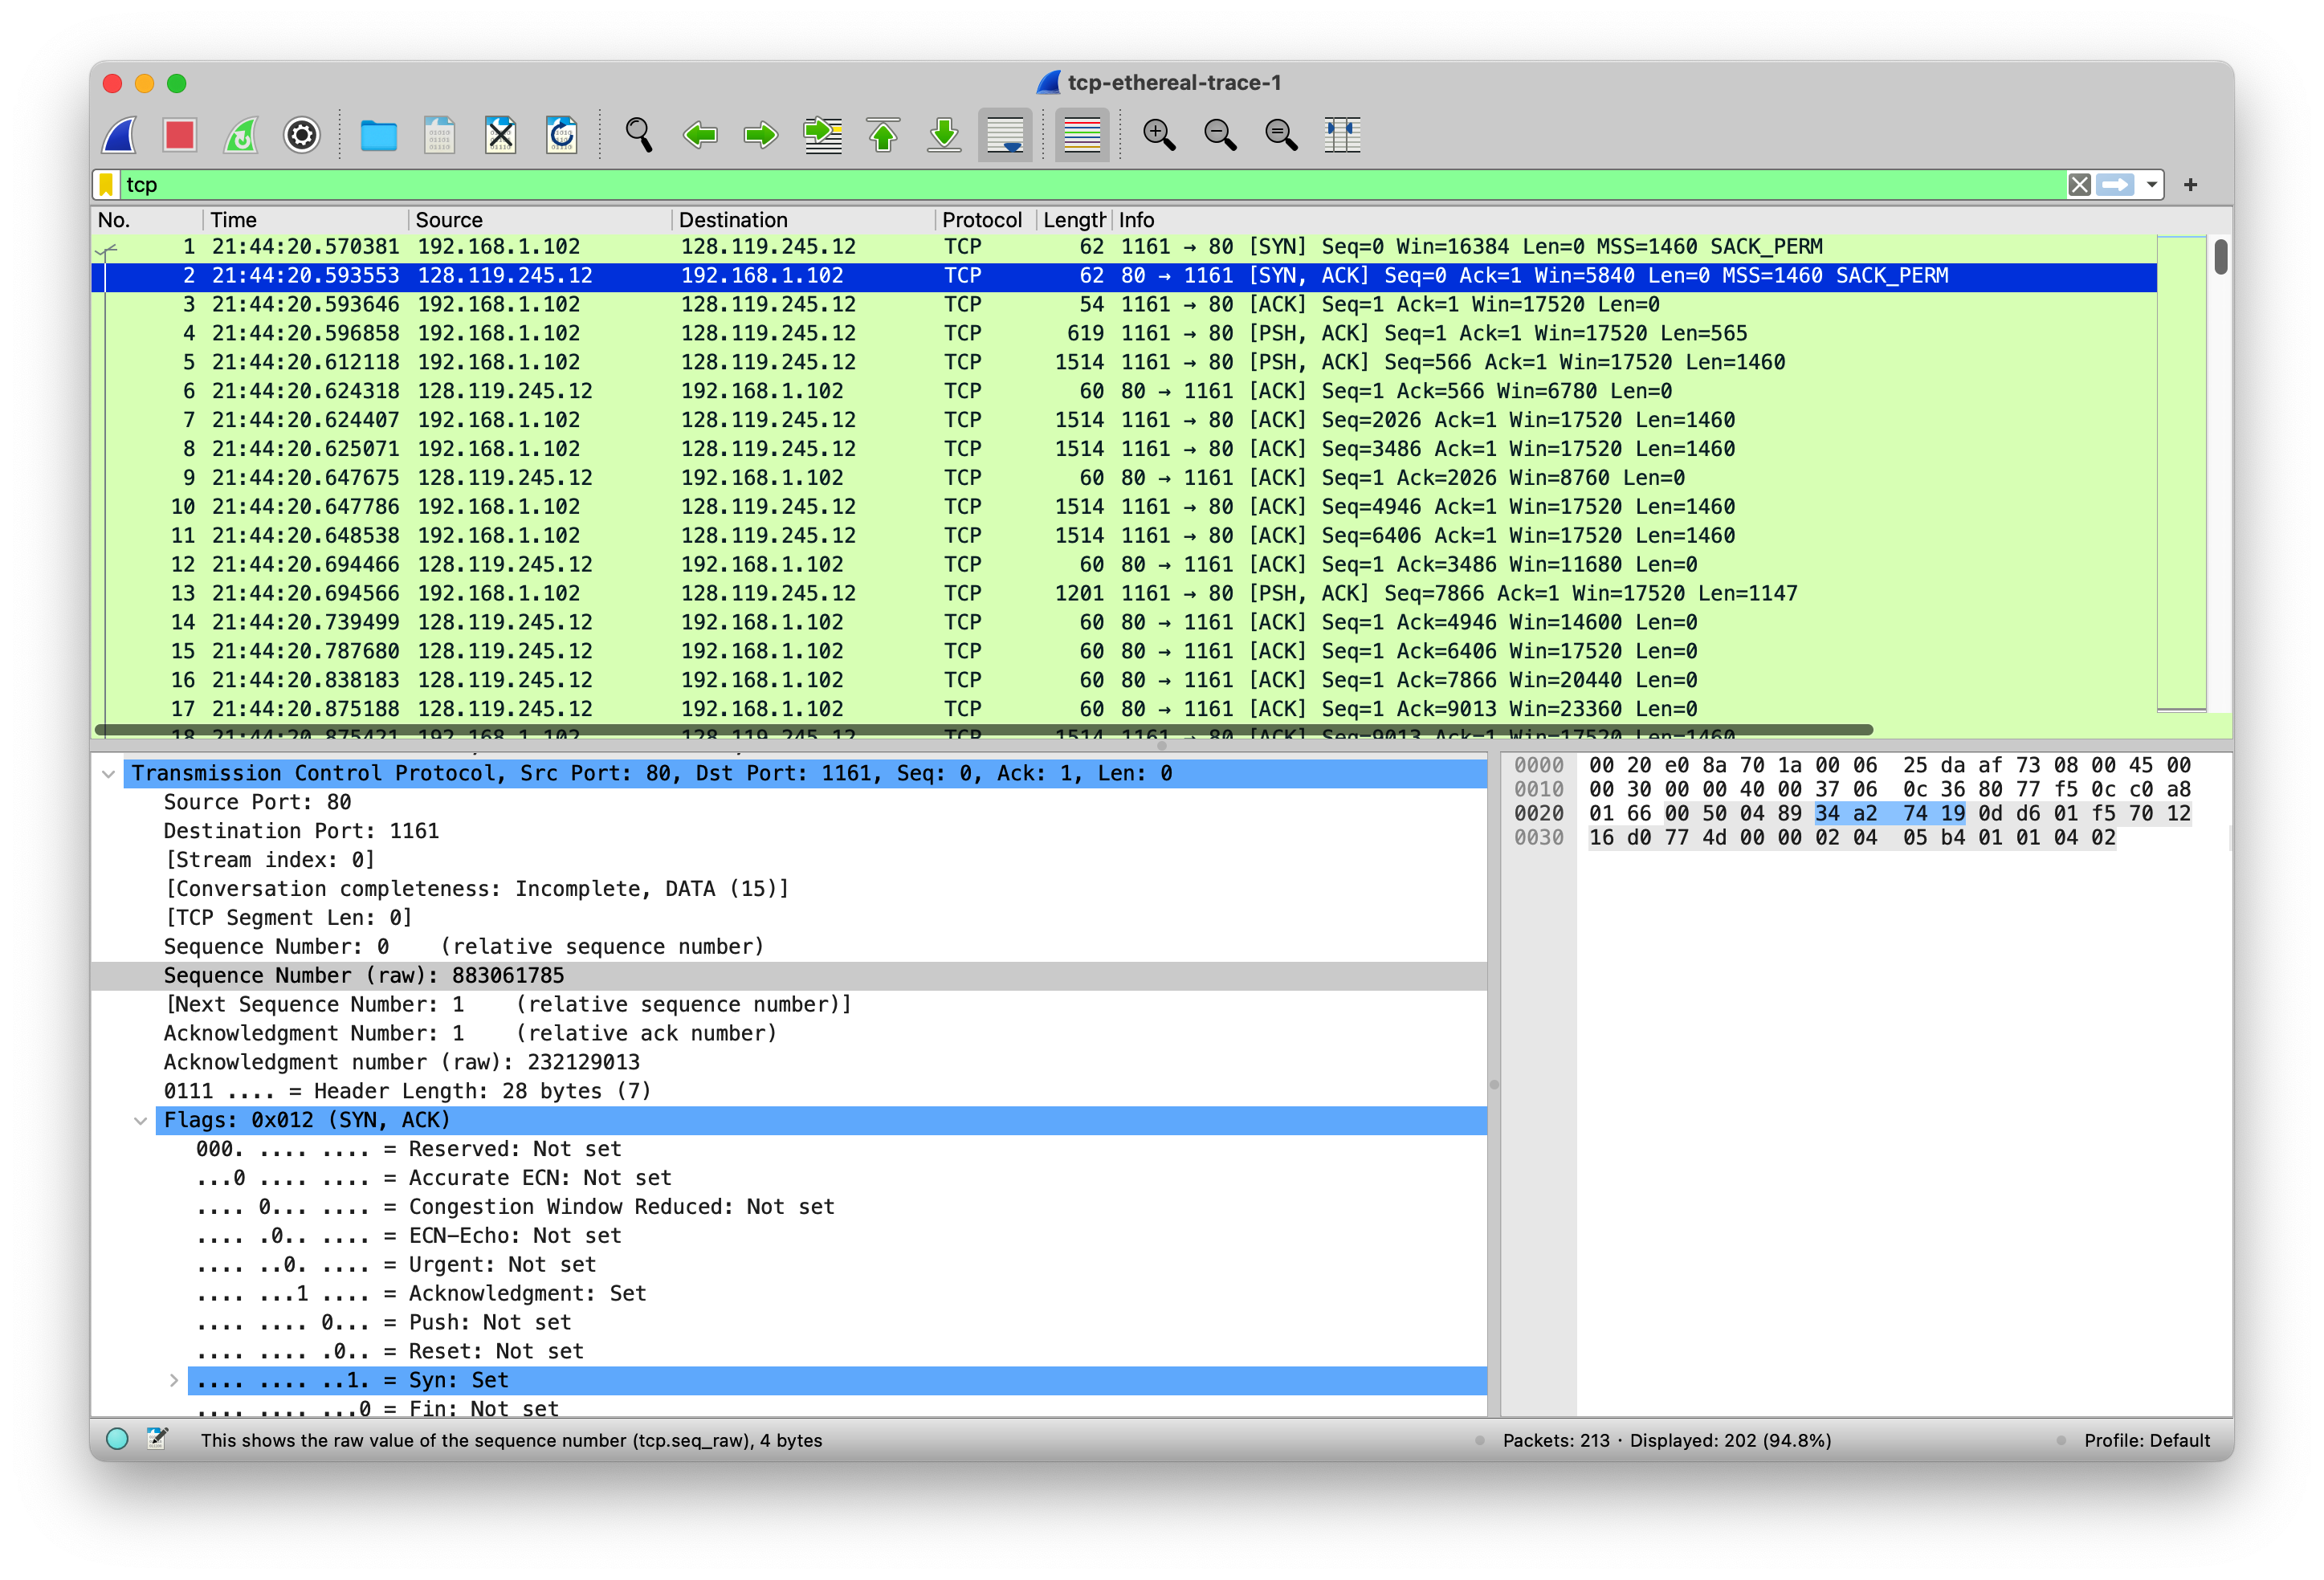 tcp-ethereal-trace-1
tcp
No. Time Source Destination Protocol Length Info
1 21:44:20.570381 192.168.1.102 128.119.245.12 TCP 62 1161 → 80 [SYN] Seq=0 Win=16384 Len=0 MSS=1460 SACK_PERM
2 21:44:20.593553 128.119.245.12 192.168.1.102 TCP 62 80 → 1161 [SYN, ACK] Seq=0 Ack=1 Win=5840 Len=0 MSS=1460 SACK_PERM
3 21:44:20.593646 192.168.1.102 128.119.245.12 TCP 54 1161 → 80 [ACK] Seq=1 Ack=1 Win=17520 Len=0
4 21:44:20.596858 192.168.1.102 128.119.245.12 TCP 619 1161 → 80 [PSH, ACK] Seq=1 Ack=1 Win=17520 Len=565
5 21:44:20.612118 192.168.1.102 128.119.245.12 TCP 1514 1161 → 80 [PSH, ACK] Seq=566 Ack=1 Win=17520 Len=1460
6 21:44:20.624318 128.119.245.12 192.168.1.102 TCP 60 80 → 1161 [ACK] Seq=1 Ack=566 Win=6780 Len=0
7 21:44:20.624407 192.168.1.102 128.119.245.12 TCP 1514 1161 → 80 [ACK] Seq=2026 Ack=1 Win=17520 Len=1460
8 21:44:20.625071 192.168.1.102 128.119.245.12 TCP 1514 1161 → 80 [ACK] Seq=3486 Ack=1 Win=17520 Len=1460
9 21:44:20.647675 128.119.245.12 192.168.1.102 TCP 60 80 → 1161 [ACK] Seq=1 Ack=2026 Win=8760 Len=0
10 21:44:20.647786 192.168.1.102 128.119.245.12 TCP 1514 1161 → 80 [ACK] Seq=4946 Ack=1 Win=17520 Len=1460
11 21:44:20.648538 192.168.1.102 128.119.245.12 TCP 1514 1161 → 80 [ACK] Seq=6406 Ack=1 Win=17520 Len=1460
12 21:44:20.694466 128.119.245.12 192.168.1.102 TCP 60 80 → 1161 [ACK] Seq=1 Ack=3486 Win=11680 Len=0
13 21:44:20.694566 192.168.1.102 128.119.245.12 TCP 1201 1161 → 80 [PSH, ACK] Seq=7866 Ack=1 Win=17520 Len=1147
14 21:44:20.739499 128.119.245.12 192.168.1.102 TCP 60 80 → 1161 [ACK] Seq=1 Ack=4946 Win=14600 Len=0
15 21:44:20.787680 128.119.245.12 192.168.1.102 TCP 60 80 → 1161 [ACK] Seq=1 Ack=6406 Win=17520 Len=0
16 21:44:20.838183 128.119.245.12 192.168.1.102 TCP 60 80 → 1161 [ACK] Seq=1 Ack=7866 Win=20440 Len=0
17 21:44:20.875188 128.119.245.12 192.168.1.102 TCP 60 80 → 1161 [ACK] Seq=1 Ack=9013 Win=23360 Len=0
18 21:44:20.875421 192.168.1.102 128.119.245.12 TCP 1514 1161 → 80 [ACK] Seq=9013 Ack=1 Win=17520 Len=1460
Transmission Control Protocol, Src Port: 80, Dst Port: 1161, Seq: 0, Ack: 1, Len: 0
Source Port: 80
Destination Port: 1161
[Stream index: 0]
[Conversation completeness: Incomplete, DATA (15)]
[TCP Segment Len: 0]
Sequence Number: 0 (relative sequence number)
Sequence Number (raw): 883061785
[Next Sequence Number: 1 (relative sequence number)]
Acknowledgment Number: 1 (relative ack number)
Acknowledgment number (raw): 232129013
0111 .... = Header Length: 28 bytes (7)
Flags: 0x012 (SYN, ACK)
000. .... .... = Reserved: Not set
...0 .... .... = Accurate ECN: Not set
.... 0... .... = Congestion Window Reduced: Not set
.... .0.. .... = ECN-Echo: Not set
.... ..0. .... = Urgent: Not set
.... ...1 .... = Acknowledgment: Set
.... .... 0... = Push: Not set
.... .... .0.. = Reset: Not set
.... .... ..1. = Syn: Set
.... .... ...0 = Fin: Not set
0000 00 20 e0 8a 70 1a 00 06 25 da af 73 08 00 45 00
0010 00 30 00 00 40 00 37 06 0c 36 80 77 f5 0c c0 a8
0020 01 66 00 50 04 89 34 a2 74 19 0d d6 01 f5 70 12
0030 16 d0 77 4d 00 00 02 04 05 b4 01 01 04 02
This shows the raw value of the sequence number (tcp.seq_raw), 4 bytes
Packets: 213 · Displayed: 202 (94.8%)
Profile: Default